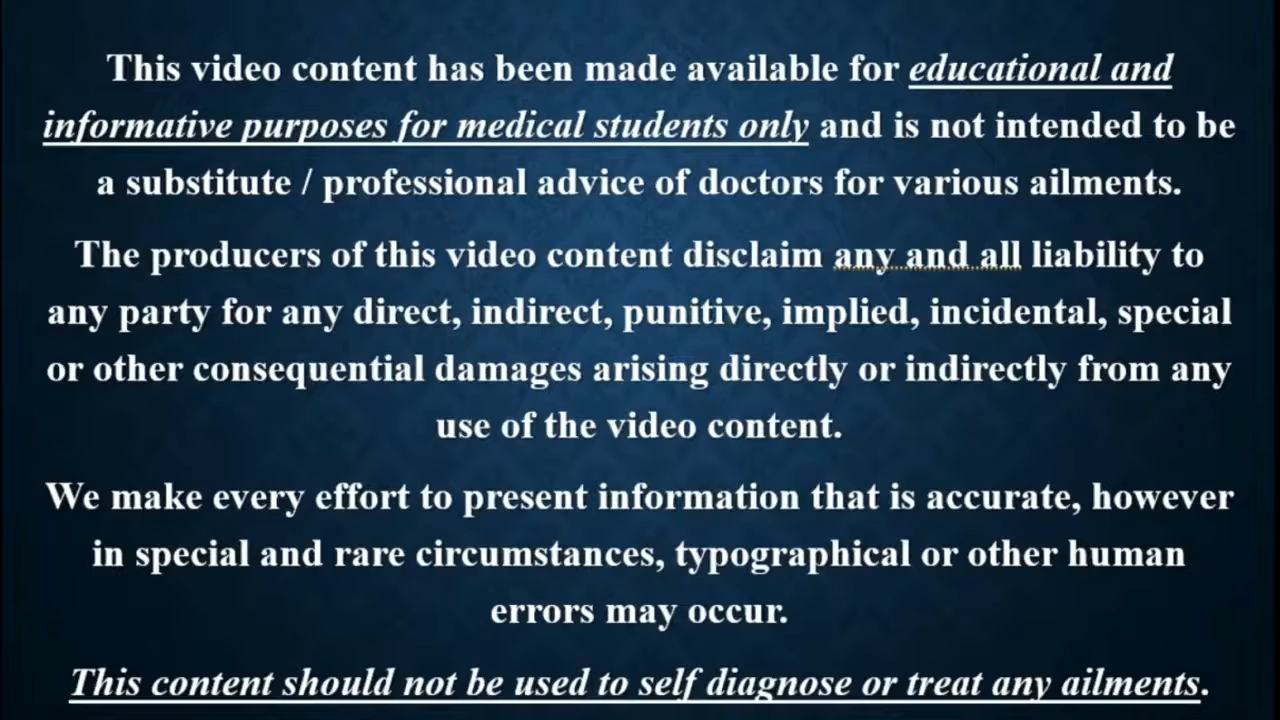 This video content has been made available for educational and
informative purposes for medical students only and is not intended to be
a substitute / professional advice of doctors for various ailments.
The producers of this video content disclaim any and all liability to
any party for any direct, indirect, punitive, implied, incidental, special
or other consequential damages arising directly or indirectly from any
use of the video content.
We make every effort to present information that is accurate, however
in special and rare circumstances, typographical or other human
errors may occur.
This content should not be used to self diagnose or treat any ailments.